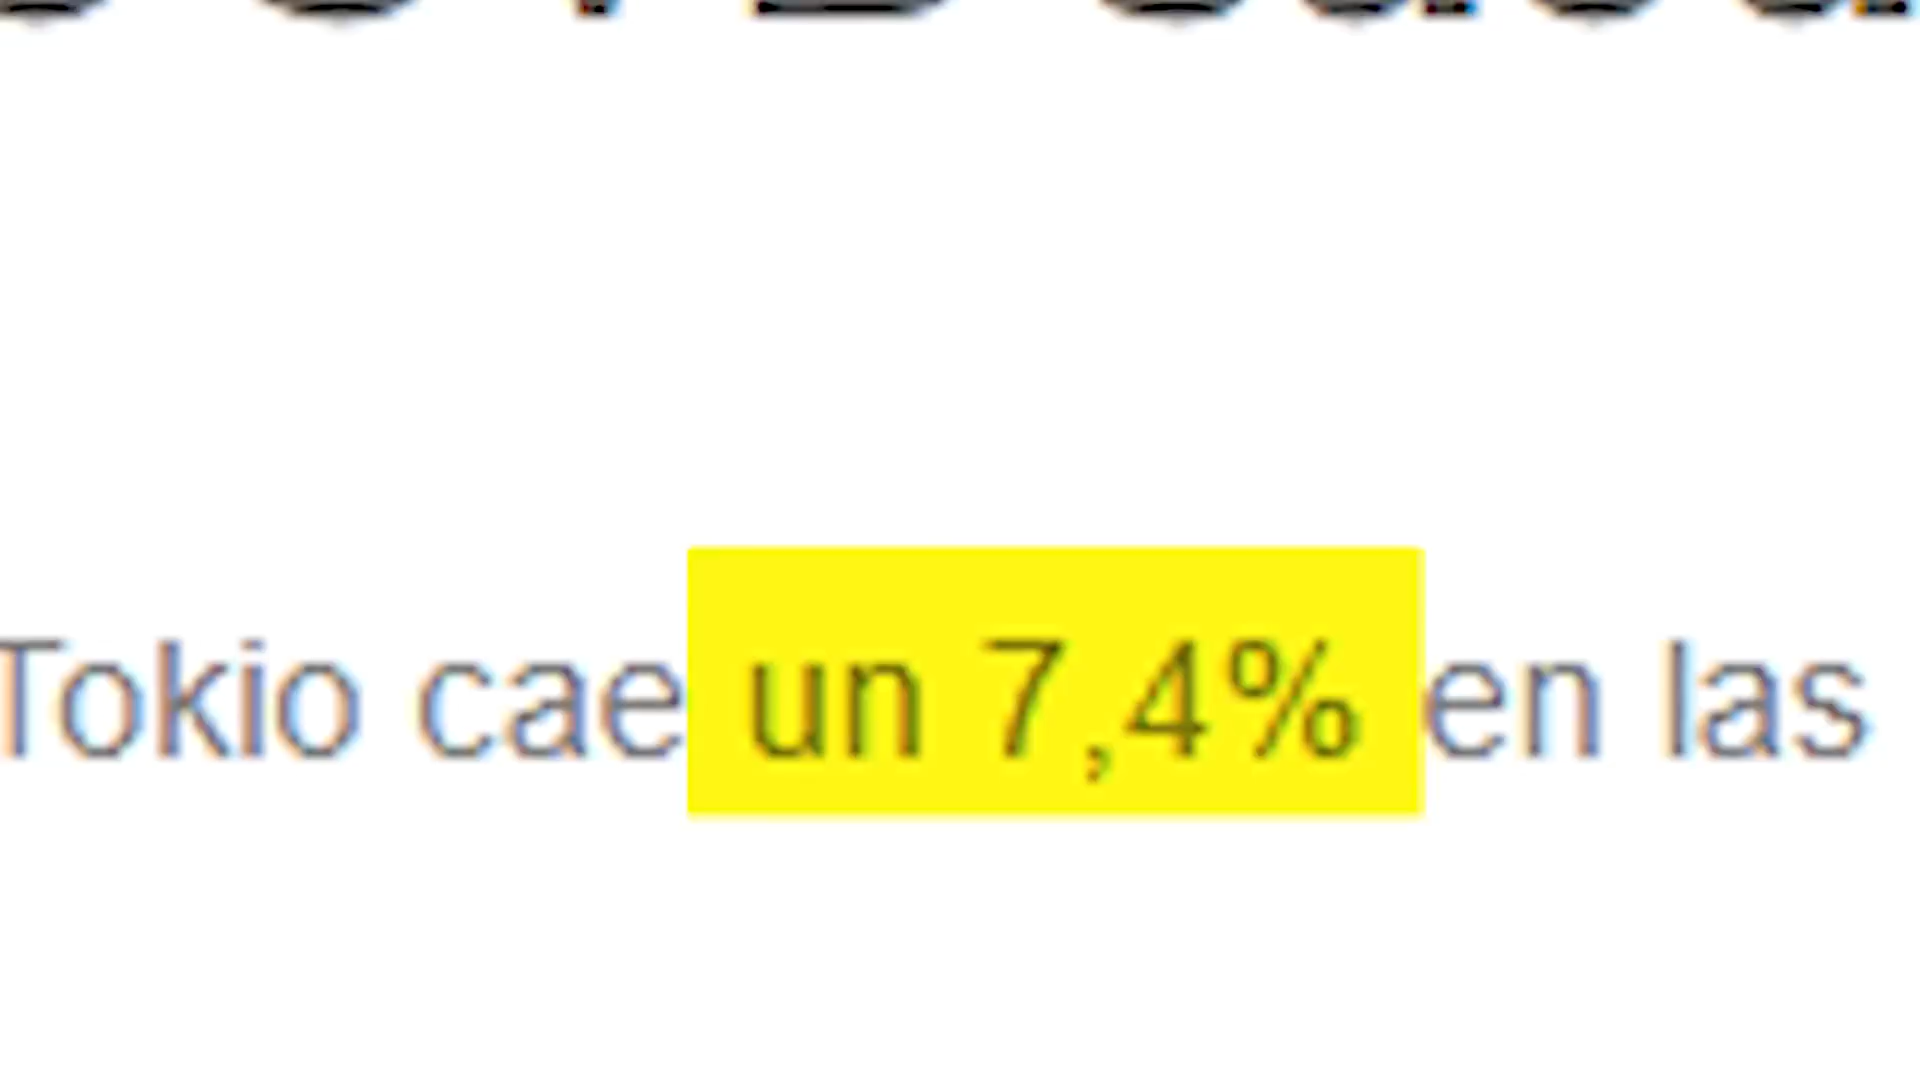 Tokio cae un 7,4% en las